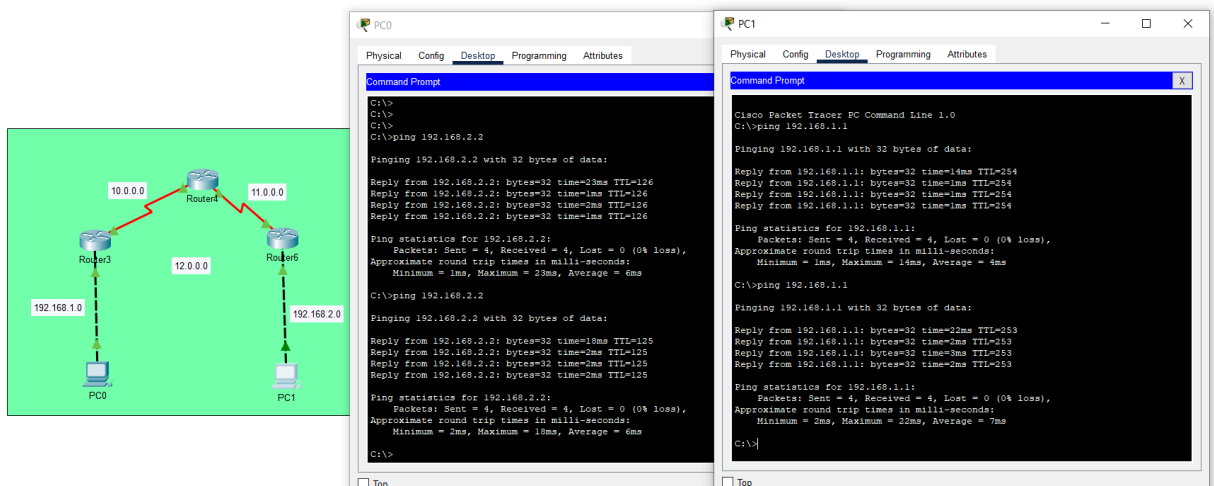 10.0.0.0
Router4
11.0.0.0
Router3
12.0.0.0
Router6
192.168.1.0
192.168.2.0
PC0
PC1
PC0
Physical Config Desktop Programming Attributes
Command Prompt
C:\>
C:\>
C:\>
C:\>ping 192.168.2.2
Pinging 192.168.2.2 with 32 bytes of data:
Reply from 192.168.2.2: bytes=32 time=23ms TTL=126
Reply from 192.168.2.2: bytes=32 time=1ms TTL=126
Reply from 192.168.2.2: bytes=32 time=2ms TTL=126
Reply from 192.168.2.2: bytes=32 time=1ms TTL=126
Ping statistics for 192.168.2.2:
Packets: Sent = 4, Received = 4, Lost = 0 (0% loss),
Approximate round trip times in milli-seconds:
Minimum = 1ms, Maximum = 23ms, Average = 6ms
C:\>ping 192.168.2.2
Pinging 192.168.2.2 with 32 bytes of data:
Reply from 192.168.2.2: bytes=32 time=18ms TTL=125
Reply from 192.168.2.2: bytes=32 time=2ms TTL=125
Reply from 192.168.2.2: bytes=32 time=2ms TTL=125
Reply from 192.168.2.2: bytes=32 time=2ms TTL=125
Ping statistics for 192.168.2.2:
Packets: Sent = 4, Received = 4, Lost = 0 (0% loss),
Approximate round trip times in milli-seconds:
Minimum = 2ms, Maximum = 18ms, Average = 6ms
C:\>
Top
PC1
Physical Config Desktop Programming Attributes
Command Prompt
X
Cisco Packet Tracer PC Command Line 1.0
C:\>ping 192.168.1.1
Pinging 192.168.1.1 with 32 bytes of data:
Reply from 192.168.1.1: bytes=32 time=14ms TTL=254
Reply from 192.168.1.1: bytes=32 time=1ms TTL=254
Reply from 192.168.1.1: bytes=32 time=1ms TTL=254
Reply from 192.168.1.1: bytes=32 time=1ms TTL=254
Ping statistics for 192.168.1.1:
Packets: Sent = 4, Received = 4, Lost = 0 (0% loss),
Approximate round trip times in milli-seconds:
Minimum = 1ms, Maximum = 14ms, Average = 4ms
C:\>ping 192.168.1.1
Pinging 192.168.1.1 with 32 bytes of data:
Reply from 192.168.1.1: bytes=32 time=22ms TTL=253
Reply from 192.168.1.1: bytes=32 time=2ms TTL=253
Reply from 192.168.1.1: bytes=32 time=3ms TTL=253
Reply from 192.168.1.1: bytes=32 time=2ms TTL=253
Ping statistics for 192.168.1.1:
Packets: Sent = 4, Received = 4, Lost = 0 (0% loss),
Approximate round trip times in milli-seconds:
Minimum = 2ms, Maximum = 22ms, Average = 7ms
C:\>
Top